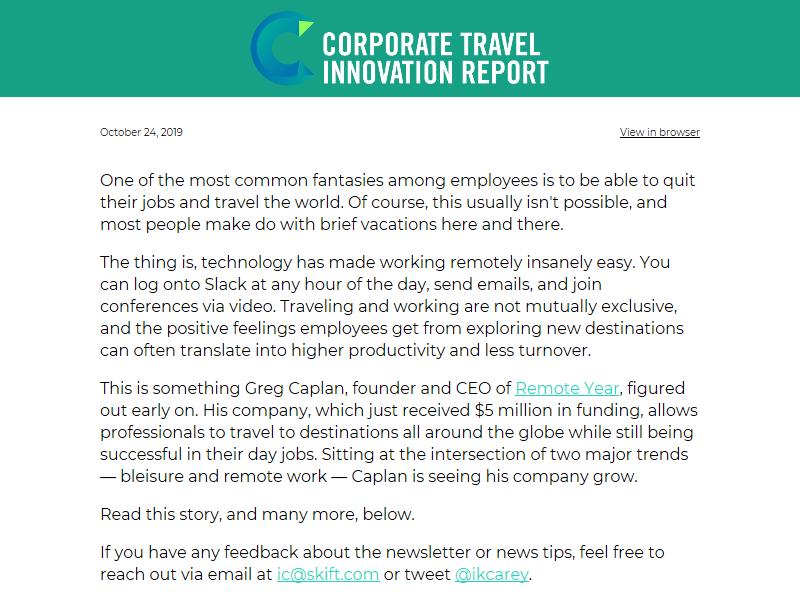 CORPORATE TRAVEL
INNOVATION REPORT
October 24, 2019
View in browser
One of the most common fantasies among employees is to be able to quit
their jobs and travel the world. Of course, this usually isn't possible, and
most people make do with brief vacations here and there.
The thing is, technology has made working remotely insanely easy. You
can log onto Slack at any hour of the day, send emails, and join
conferences via video. Traveling and working are not mutually exclusive,
and the positive feelings employees get from exploring new destinations
can often translate into higher productivity and less turnover.
This is something Greg Caplan, founder and CEO of Remote Year, figured
out early on. His company, which just received $5 million in funding, allows
professionals to travel to destinations all around the globe while still being
successful in their day jobs. Sitting at the intersection of two major trends
— bleisure and remote work — Caplan is seeing his company grow.
Read this story, and many more, below.
If you have any feedback about the newsletter or news tips, feel free to
reach out via email at ic@skift.com or tweet @ikcarey.